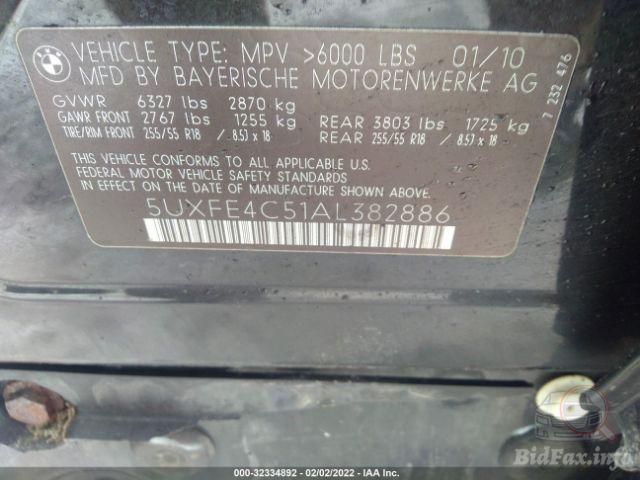 BMW
VEHICLE TYPE: MPV >6000 LBS 01/10
MFD BY BAYERISCHE MOTORENWERKE AG
GVWR 6327 lbs 2870 kg
GAWR FRONT 2767 lbs 1255 kg REAR 3803 lbs 1725 kg
TIRE/RIM FRONT 255/55 R18 / 8.5J x 18 REAR 255/55 R18 / 8.5J x 18
THIS VEHICLE CONFORMS TO ALL APPLICABLE U.S.
FEDERAL MOTOR VEHICLE SAFETY STANDARDS
IN EFFECT ON THE DATE OF MANUFACTURE SHOWN ABOVE.
5UXFE4C51AL382886
7 232 476
BidFax.info
000-32334892 - 02/02/2022 - IAA Inc.